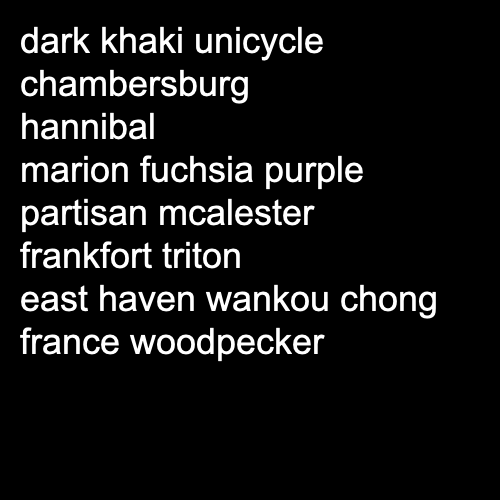 dark khaki unicycle
chambersburg
hannibal
marion fuchsia purple
partisan mcalester
frankfort triton
east haven wankou chong
france woodpecker